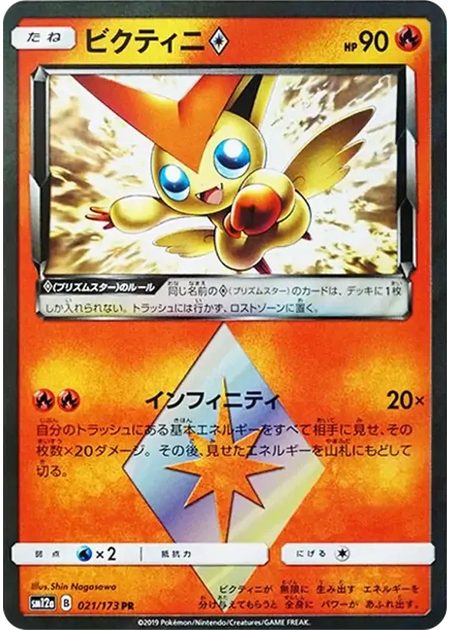 たね ビクティニ◇ HP90
◇(プリズムスター)のルール 同じ名前の◇(プリズムスター)のカードは、デッキに1枚
しか入れられない。トラッシュには行かず、ロストゾーンに置く。
インフィニティ 20×
自分のトラッシュにある基本エネルギーをすべて相手に見せ、その
枚数×20ダメージ。その後、見せたエネルギーを山札にもどして
切る。
弱点 ×2 抵抗力 にげる
Illus.Shin Nagasawa
sm12a B 021/173 PR
ビクティニが 無限に 生み出す エネルギーを
分け与えてもらうと 全身に パワーが あふれ出す。
©2019 Pokémon/Nintendo/Creatures/GAME FREAK.